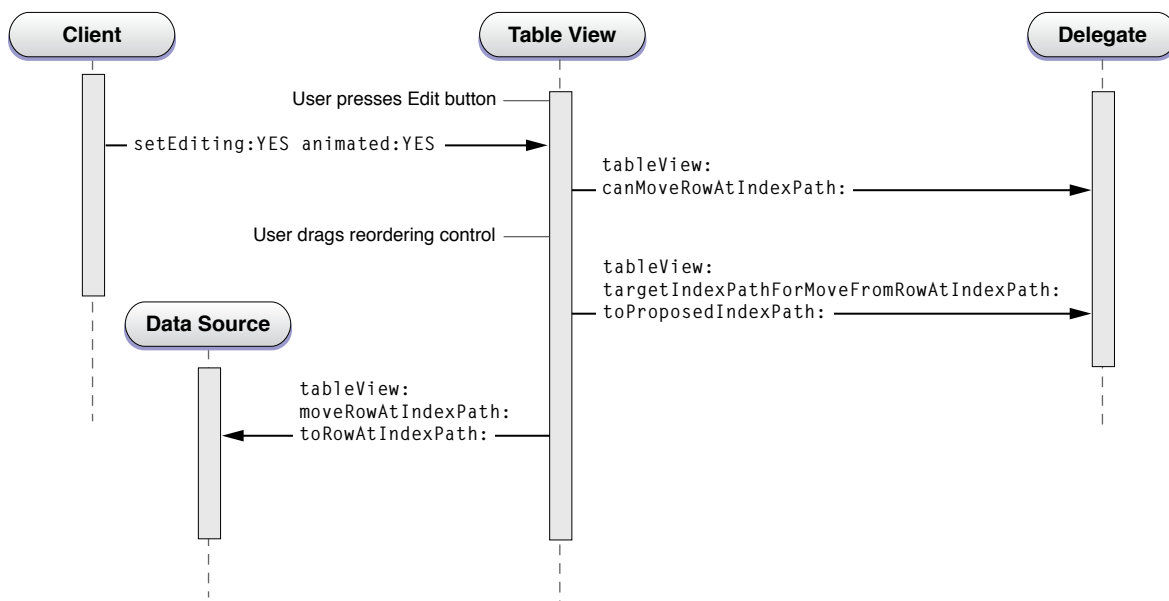 Client
Table View
Delegate
User presses Edit button
setEditing:YES animated:YES
tableView:
canMoveRowAtIndexPath:
User drags reordering control
tableView:
targetIndexPathForMoveFromRowAtIndexPath:
toProposedIndexPath:
Data Source
tableView:
moveRowAtIndexPath:
toRowAtIndexPath: